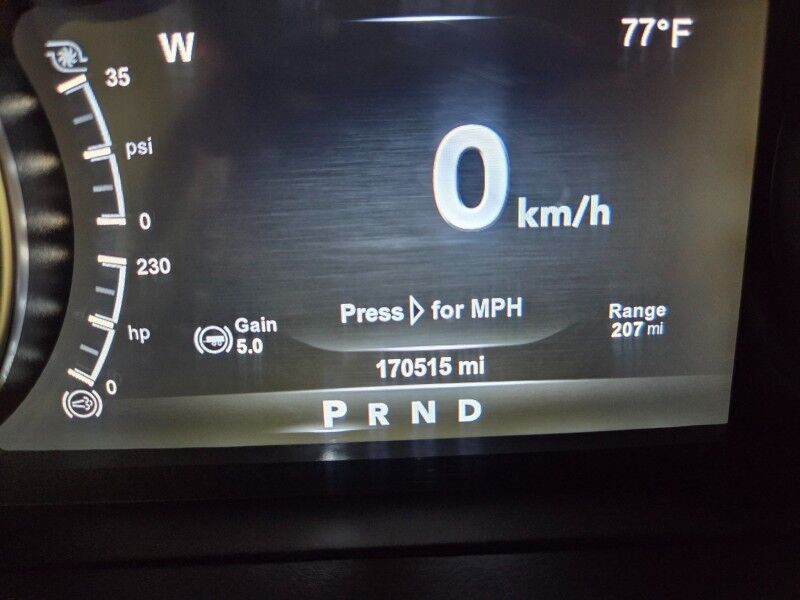 W
77°F
35
psi
0
230
hp
0
0 km/h
Press ▷ for MPH
Gain
5.0
Range
207 mi
170515 mi
P R N D